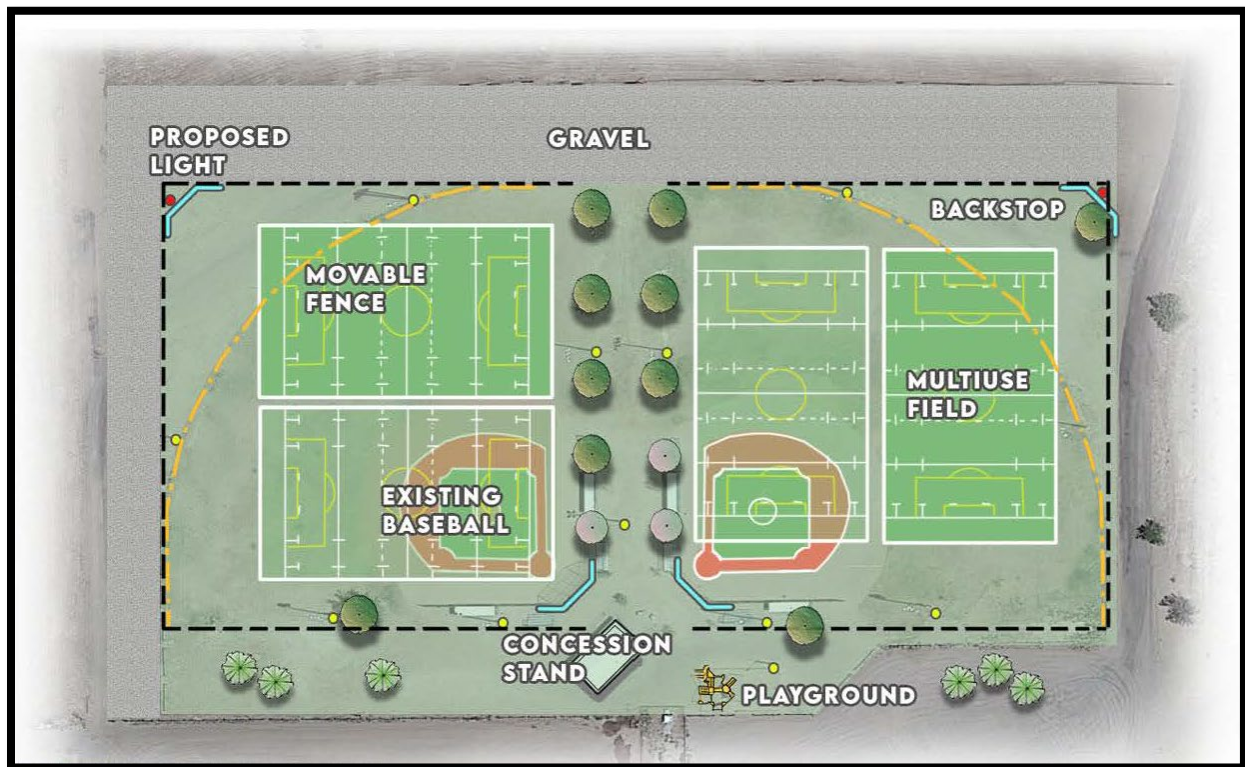 PROPOSED
LIGHT
GRAVEL
BACKSTOP
MOVABLE
FENCE
MULTIUSE
FIELD
EXISTING
BASEBALL
CONCESSION
STAND
PLAYGROUND